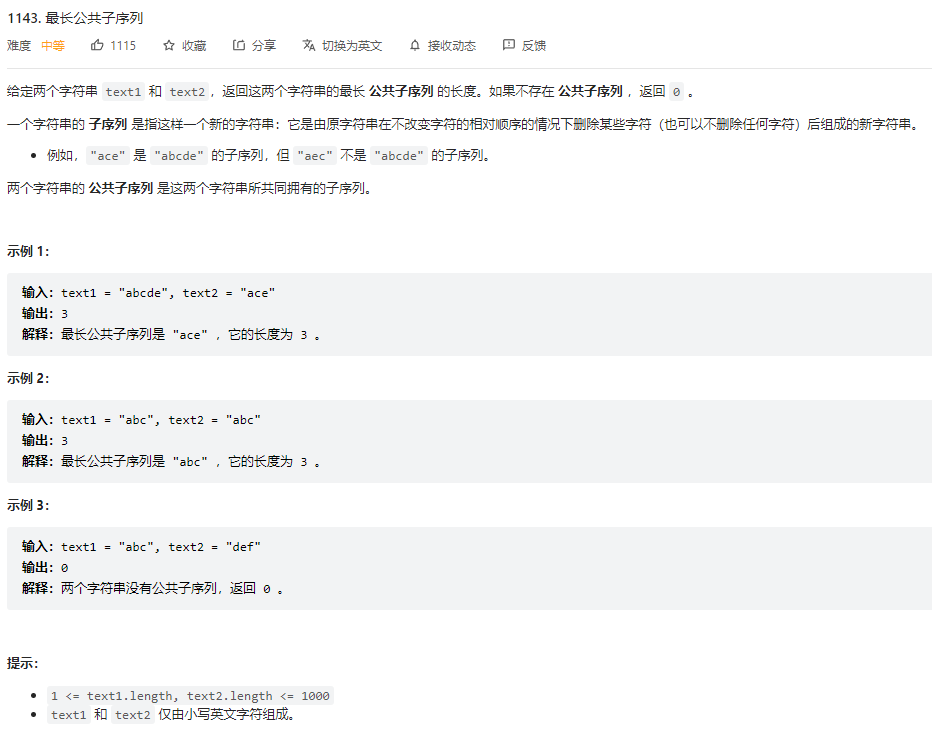 1143. 最长公共子序列
难度 中等 1115 收藏 分享 切换为英文 接收动态 反馈
给定两个字符串 text1 和 text2，返回这两个字符串的最长 公共子序列 的长度。如果不存在 公共子序列 ，返回 0 。
一个字符串的 子序列 是指这样一个新的字符串：它是由原字符串在不改变字符的相对顺序的情况下删除某些字符（也可以不删除任何字符）后组成的新字符串。
• 例如，"ace" 是 "abcde" 的子序列，但 "aec" 不是 "abcde" 的子序列。
两个字符串的 公共子序列 是这两个字符串所共同拥有的子序列。
示例 1：
输入：text1 = "abcde", text2 = "ace"
输出：3
解释：最长公共子序列是 "ace" ，它的长度为 3 。
示例 2：
输入：text1 = "abc", text2 = "abc"
输出：3
解释：最长公共子序列是 "abc" ，它的长度为 3 。
示例 3：
输入：text1 = "abc", text2 = "def"
输出：0
解释：两个字符串没有公共子序列，返回 0 。
提示：
• 1 <= text1.length, text2.length <= 1000
• text1 和 text2 仅由小写英文字符组成。